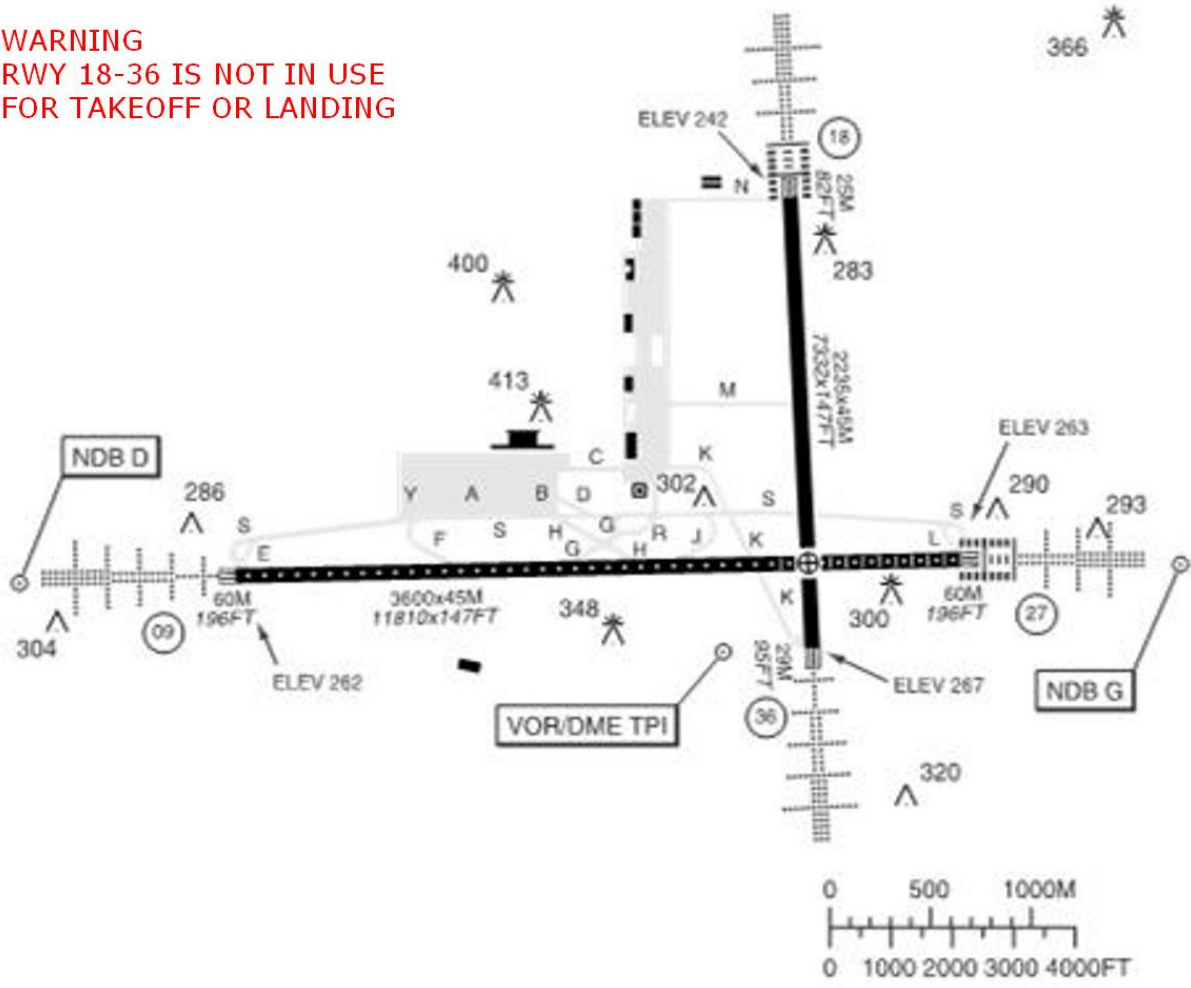 WARNING
RWY 18-36 IS NOT IN USE
FOR TAKEOFF OR LANDING
366
ELEV 242
18
N
25M
82FT
400
283
413
2235x45M
7332x147FT
M
ELEV 263
NDB D
C
K
286
Y
A
B
D
302
S
290
293
S
S
F
S
H
G
R
J
K
L
E
G
H
60M
196FT
3600x45M
11810x147FT
348
K
300
60M
196FT
304
09
27
29M
95FT
ELEV 262
ELEV 267
NDB G
VOR/DME TPI
36
320
0 500 1000M
0 1000 2000 3000 4000FT